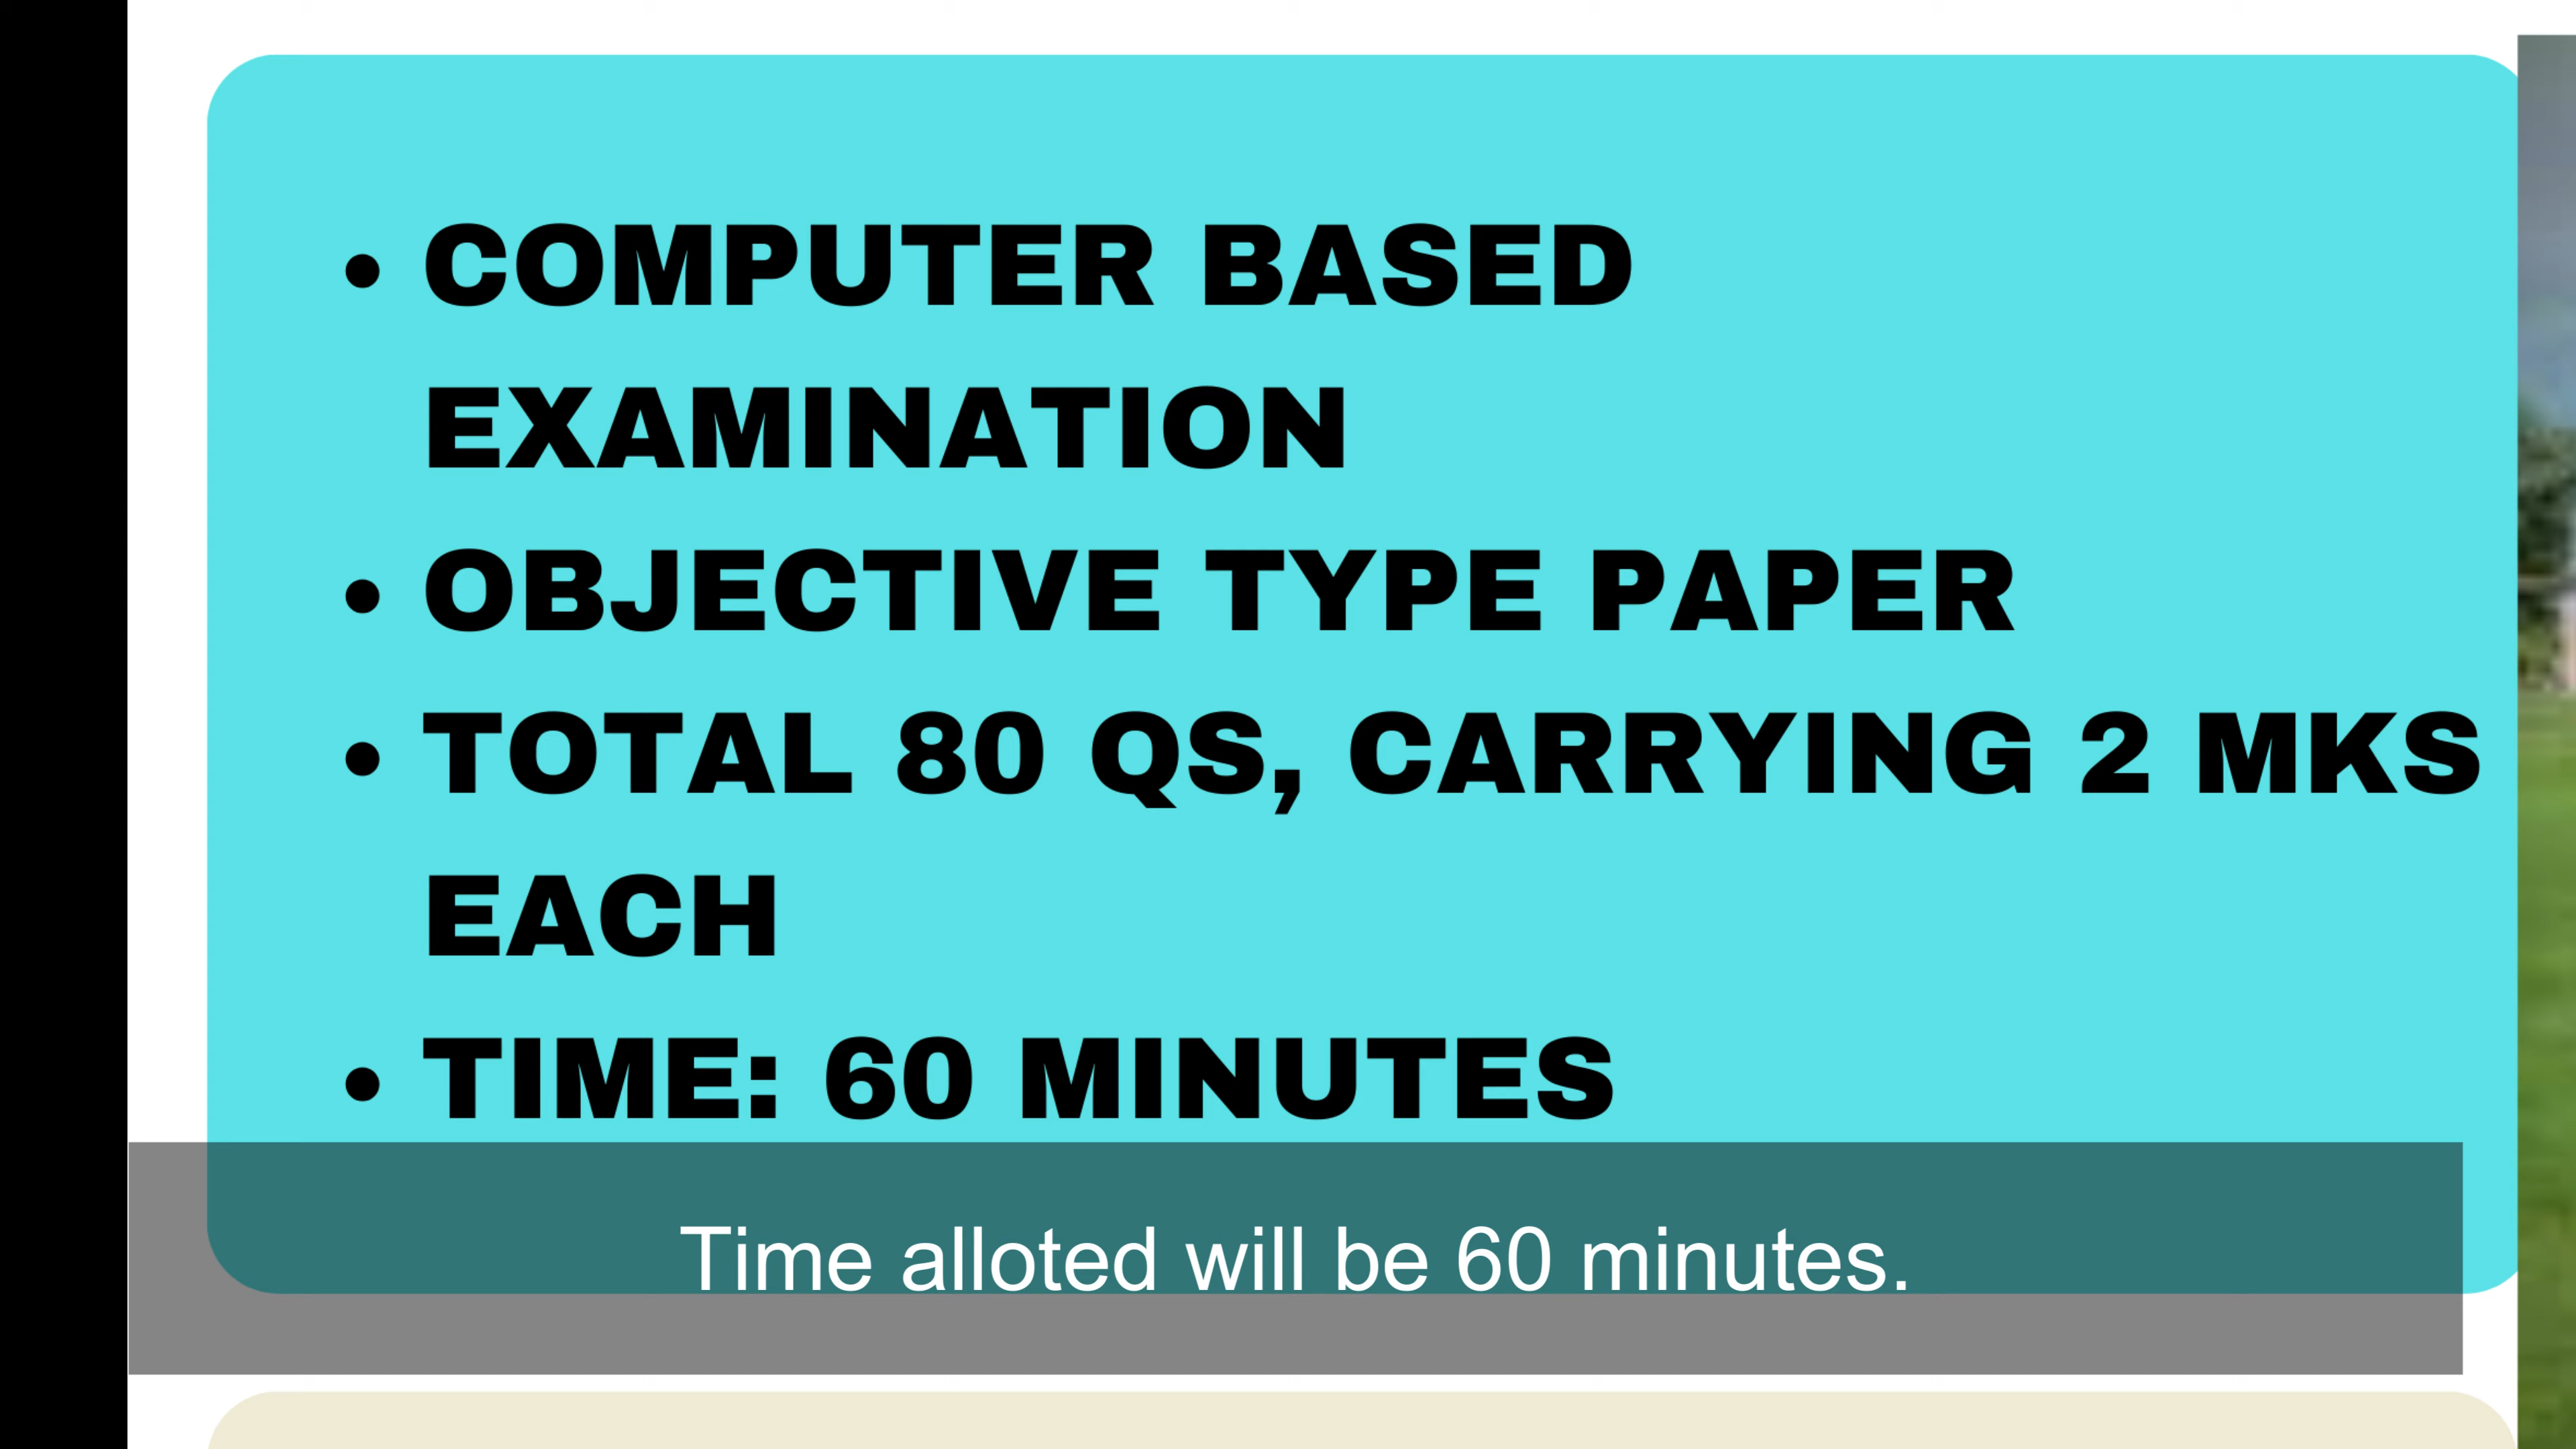 • COMPUTER BASED
EXAMINATION
• OBJECTIVE TYPE PAPER
• TOTAL 80 QS, CARRYING 2 MKS
EACH
• TIME: 60 MINUTES
Time alloted will be 60 minutes.